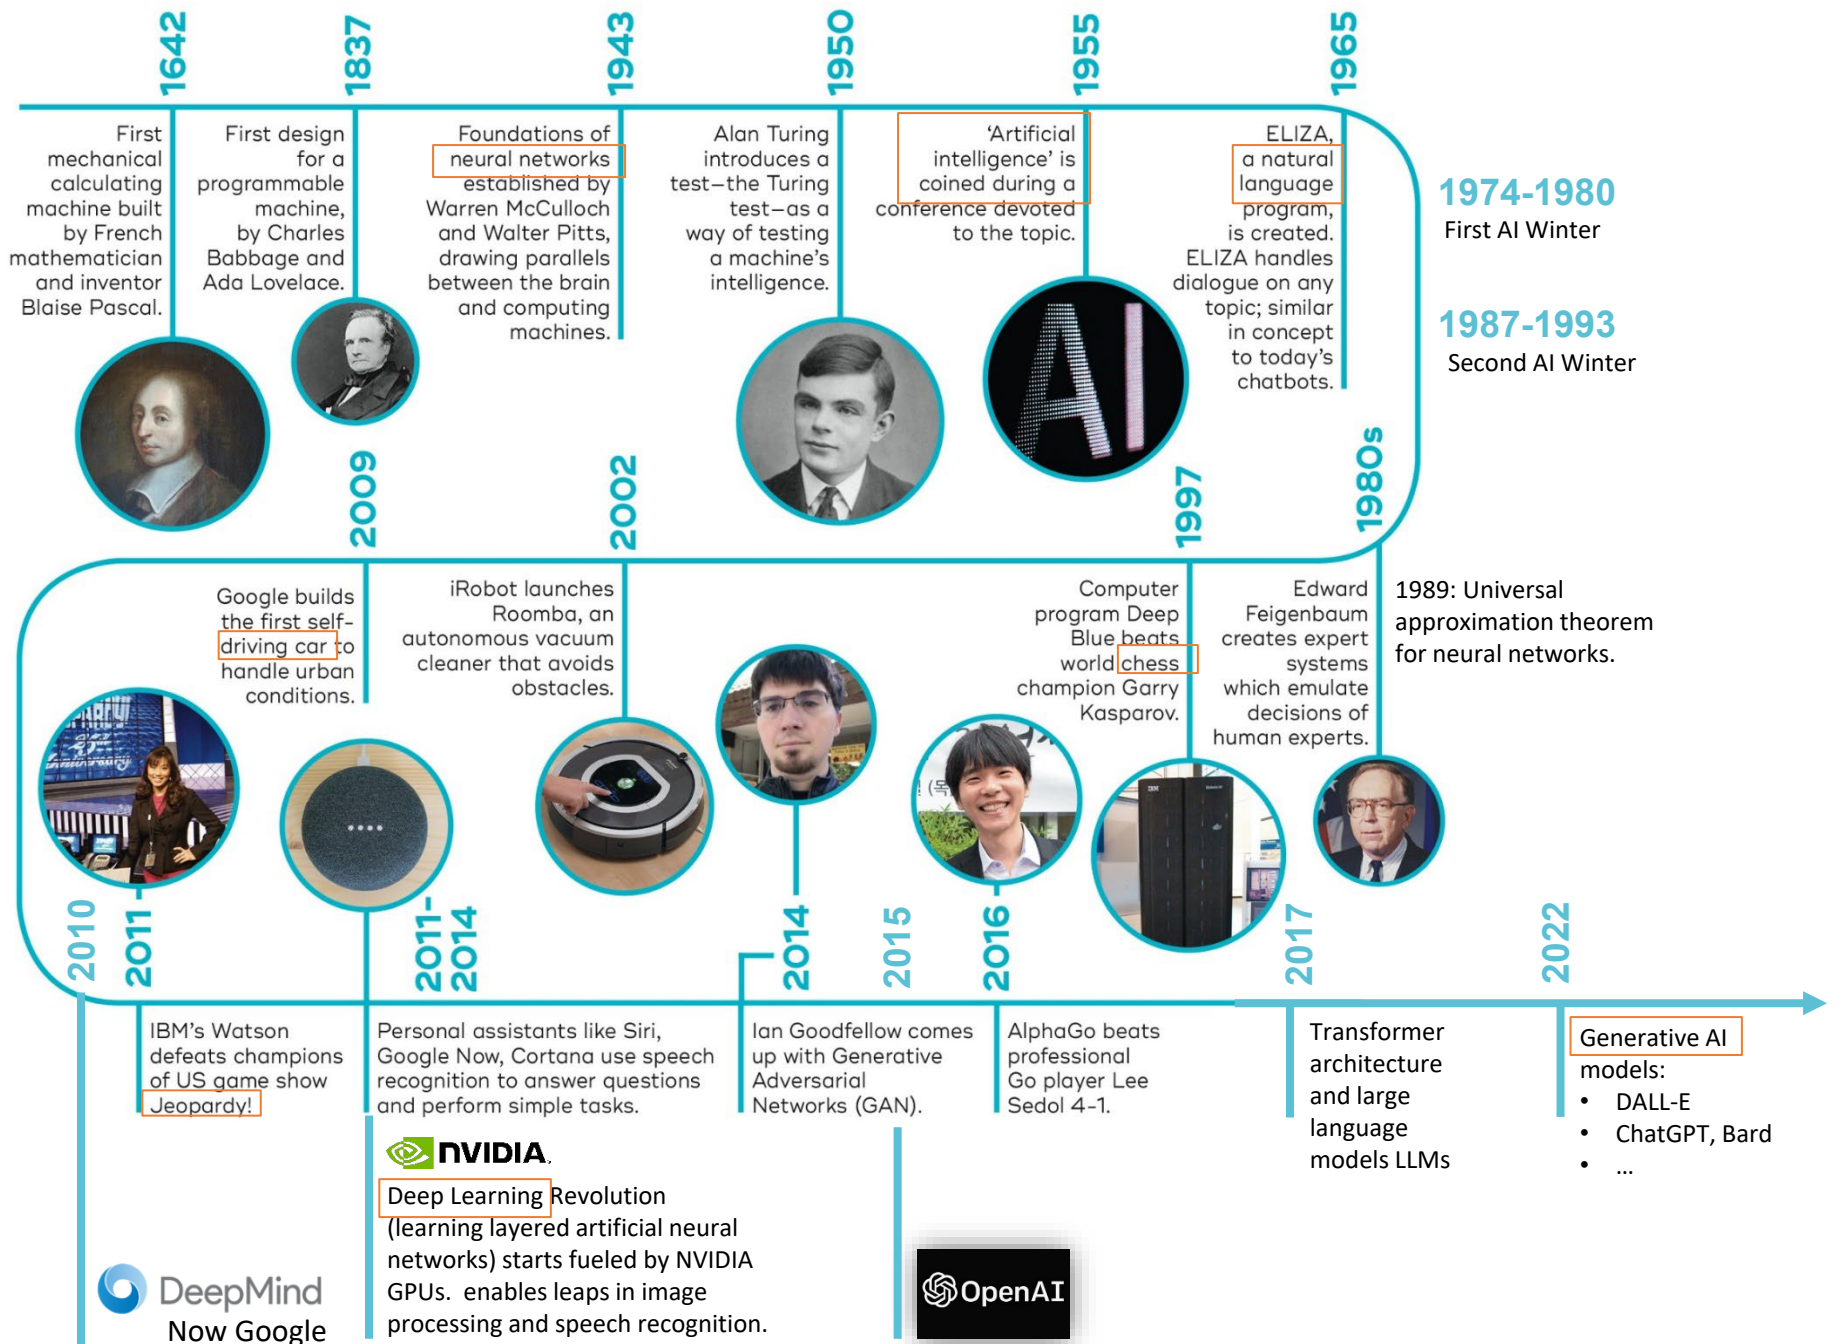 1642
First
mechanical
calculating
machine built
by French
mathematician
and inventor
Blaise Pascal.
1837
First design
for a
programmable
machine,
by Charles
Babbage and
Ada Lovelace.
1943
Foundations of
neural networks
established by
Warren McCulloch
and Walter Pitts,
drawing parallels
between the brain
and computing
machines.
1950
Alan Turing
introduces a
test–the Turing
test–as a
way of testing
a machine's
intelligence.
1955
'Artificial
intelligence' is
coined during a
conference devoted
to the topic.
AI
1965
ELIZA,
a natural
language
program,
is created.
ELIZA handles
dialogue on any
topic; similar
in concept
to today's
chatbots.
1974-1980
First AI Winter
1987-1993
Second AI Winter
1980s
Edward
Feigenbaum
creates expert
systems
which emulate
decisions of
human experts.
1989: Universal
approximation theorem
for neural networks.
1997
Computer
program Deep
Blue beats
world chess
champion Garry
Kasparov.
IBM
2002
iRobot launches
Roomba, an
autonomous vacuum
cleaner that avoids
obstacles.
2009
Google builds
the first self-
driving car to
handle urban
conditions.
2010
DeepMind
Now Google
2011
IBM's Watson
defeats champions
of US game show
Jeopardy!
2011-
2014
Personal assistants like Siri,
Google Now, Cortana use speech
recognition to answer questions
and perform simple tasks.
NVIDIA.
Deep Learning Revolution
(learning layered artificial neural
networks) starts fueled by NVIDIA
GPUs.  enables leaps in image
processing and speech recognition.
2014
Ian Goodfellow comes
up with Generative
Adversarial
Networks (GAN).
2015
OpenAI
2016
AlphaGo beats
professional
Go player Lee
Sedol 4-1.
2017
Transformer
architecture
and large
language
models LLMs
2022
Generative AI
models:
• DALL-E
• ChatGPT, Bard
• ...